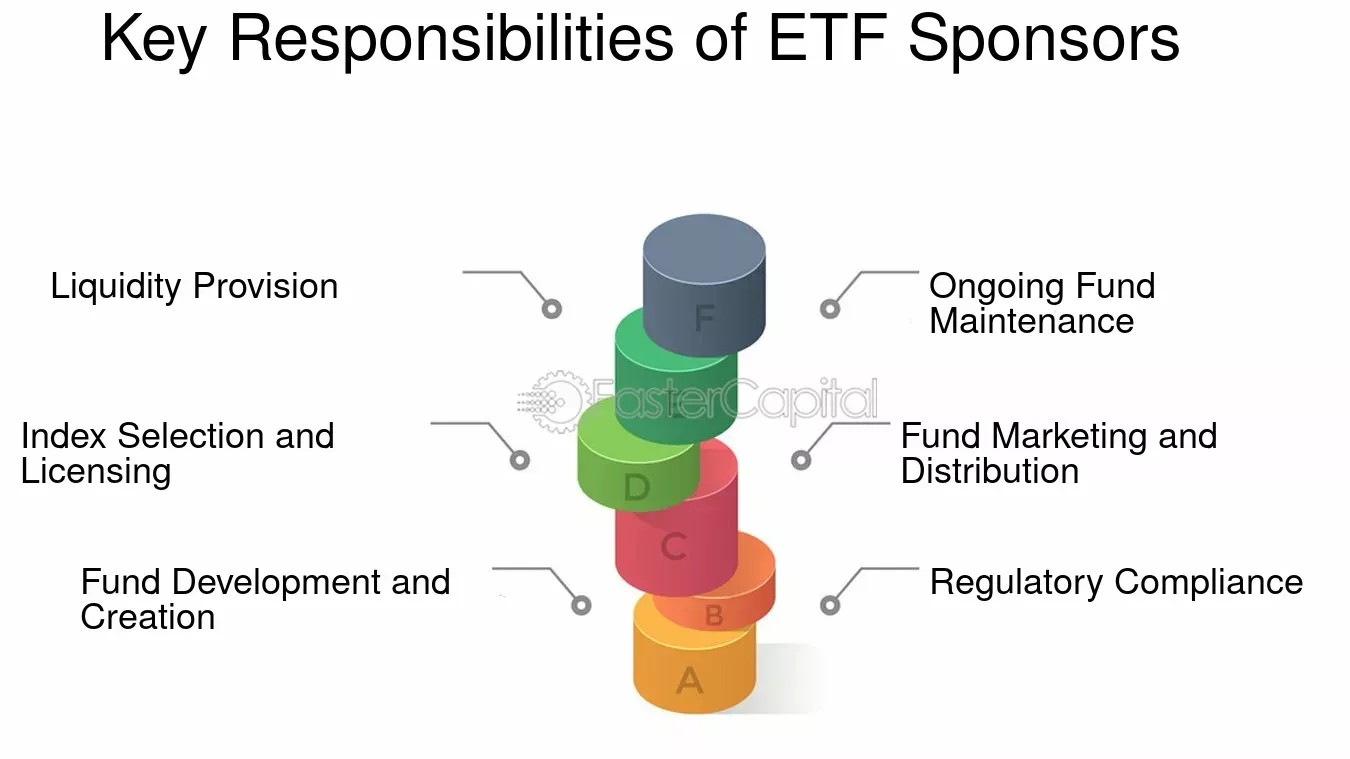 Key Responsibilities of ETF Sponsors
Liquidity Provision
Ongoing Fund
Maintenance
F
E
FasterCapital
Index Selection and
Licensing
Fund Marketing and
Distribution
D
C
Fund Development and
Creation
Regulatory Compliance
B
A